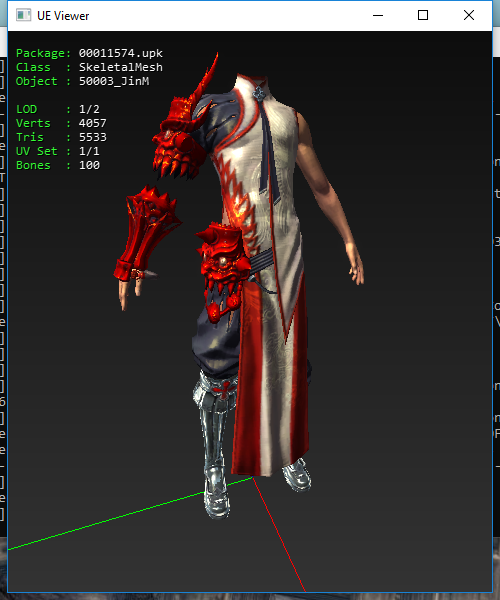 UE Viewer
Package: 00011574.upk
Class : SkeletalMesh
Object : 50003_JinM
LOD : 1/2
Verts : 4057
Tris : 5533
UV Set : 1/1
Bones : 100